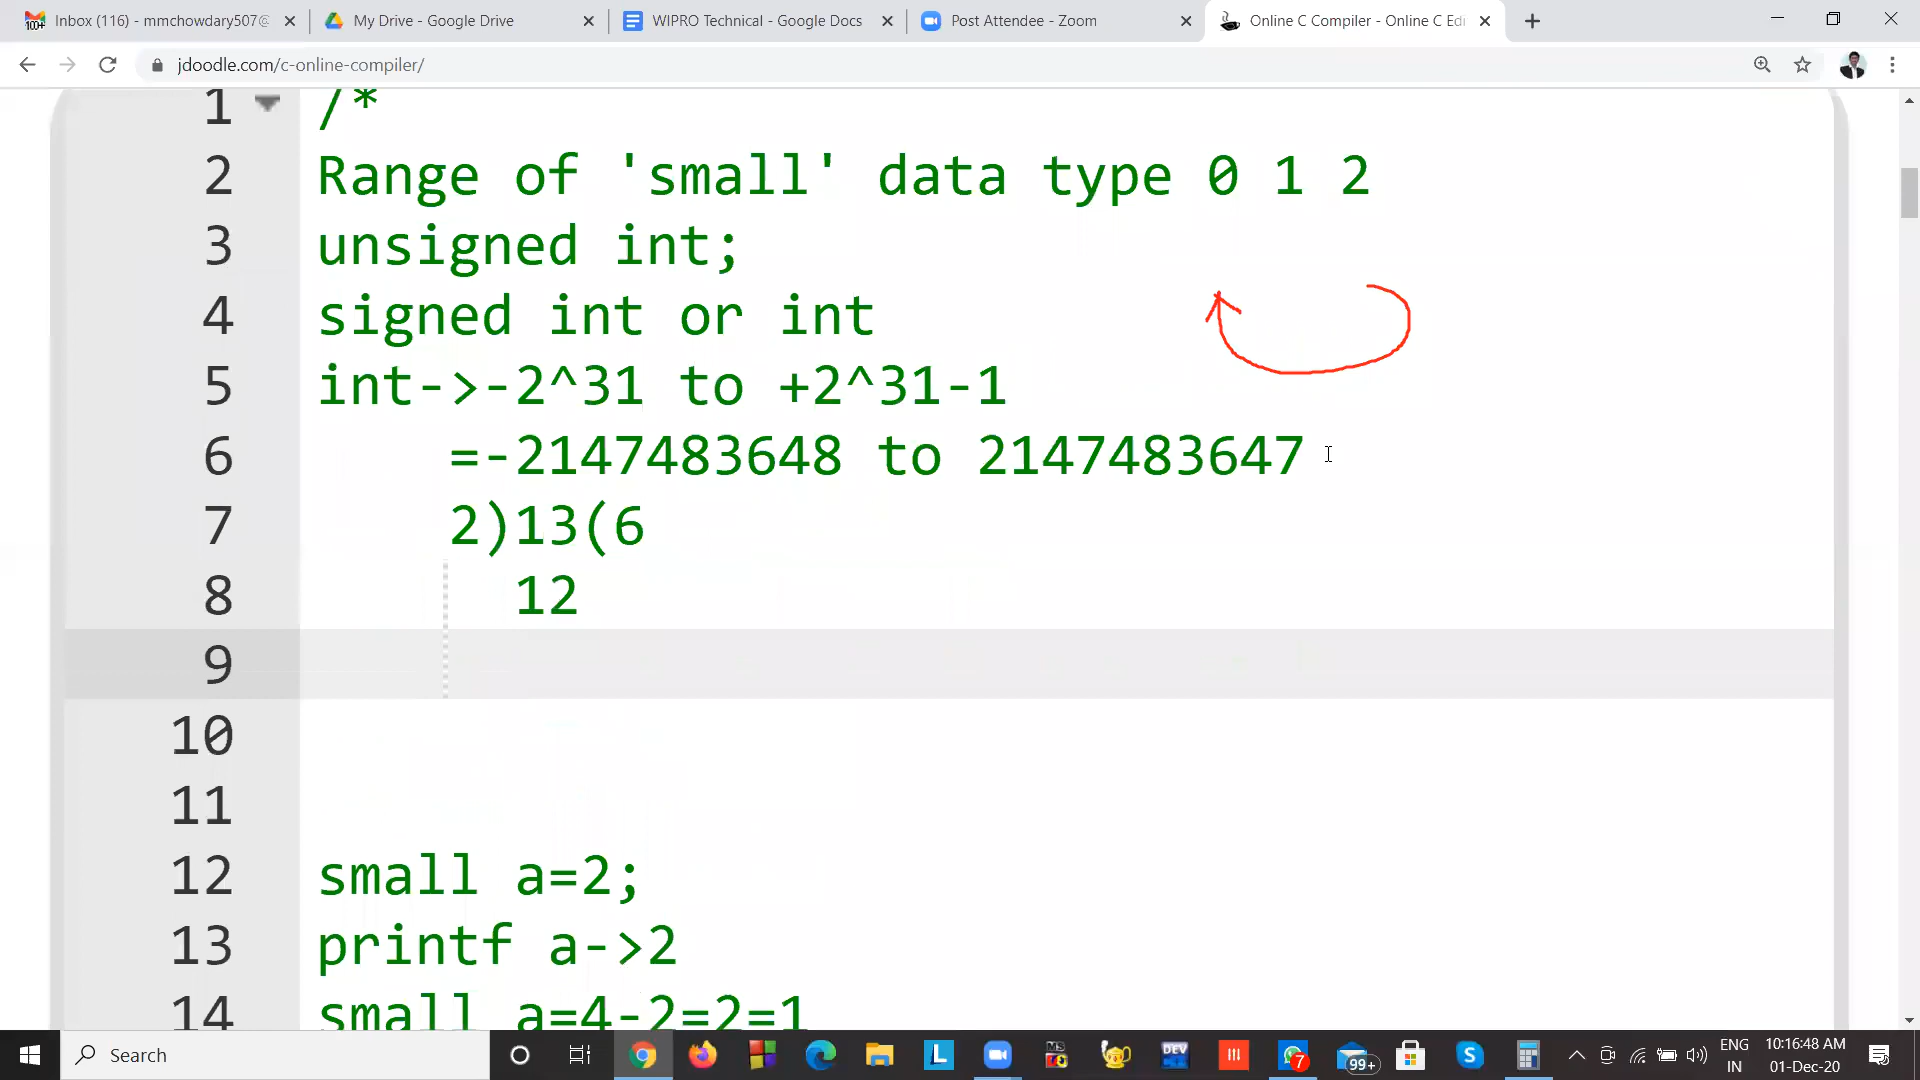 Inbox (116) - mmchowdary507@
My Drive - Google Drive
WIPRO Technical - Google Docs
Post Attendee - Zoom
Online C Compiler - Online C Edi
jdoodle.com/c-online-compiler/
1 /*
2 Range of 'small' data type 0 1 2
3 unsigned int;
4 signed int or int
5 int->-2^31 to +2^31-1
6 =-2147483648 to 2147483647
7 2)13(6
8 12
9
10
11
12 small a=2;
13 printf a->2
14 small a=4-2=2=1
Search
L
DEV
7
99+
S
ENG
IN
10:16:48 AM
01-Dec-20